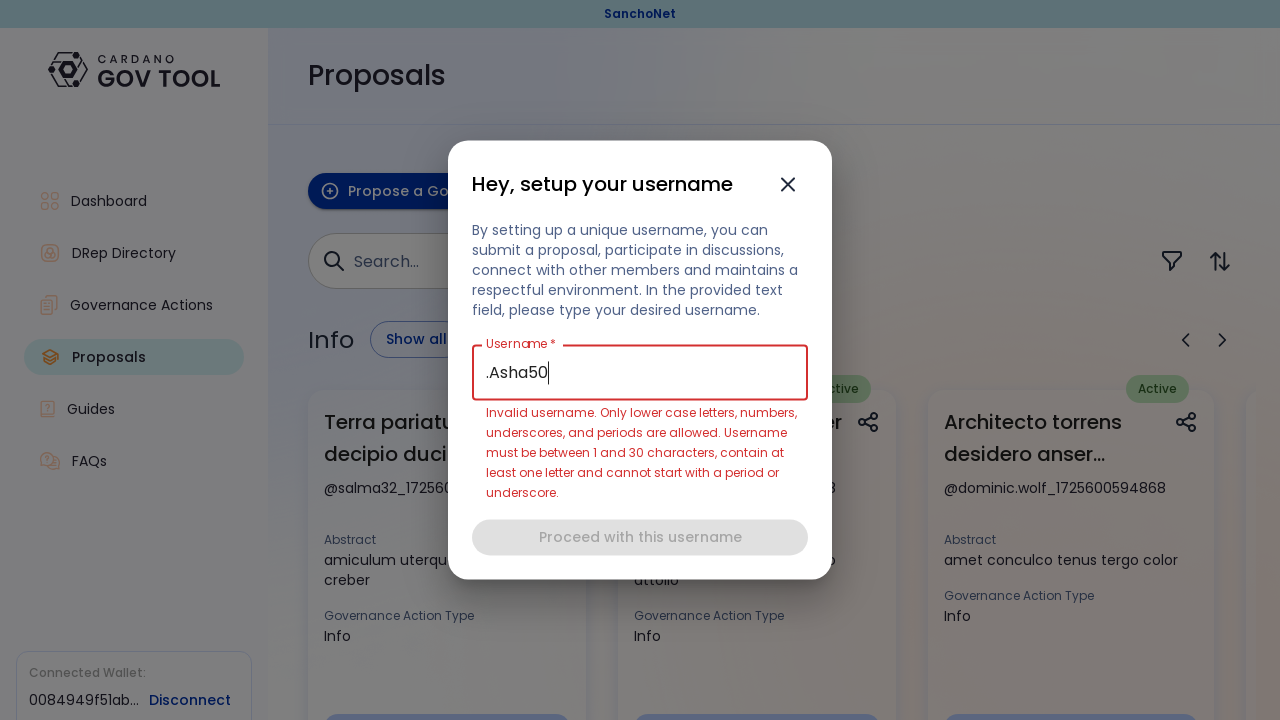 SanchoNet
CARDANO
GOV TOOL
Dashboard
DRep Directory
Governance Actions
Proposals
Guides
FAQs
Connected Wallet:
0084949f51ab... Disconnect
Proposals
Propose a Go
Search...
Info
Show all
Hey, setup your username
By setting up a unique username, you can
submit a proposal, participate in discussions,
connect with other members and maintains a
respectful environment. In the provided text
field, please type your desired username.
Username *
.Asha50
Invalid username. Only lower case letters, numbers,
underscores, and periods are allowed. Username
must be between 1 and 30 characters, contain at
least one letter and cannot start with a period or
underscore.
Proceed with this username
Terra pariatu
decipio duci
@salma32_172560
Abstract
amiculum uterqu
creber
Governance Action Type
Info
Governance Action Type
Info
Active
Architecto torrens
desidero anser...
@dominic.wolf_1725600594868
Abstract
amet conculco tenus tergo color
Governance Action Type
Info